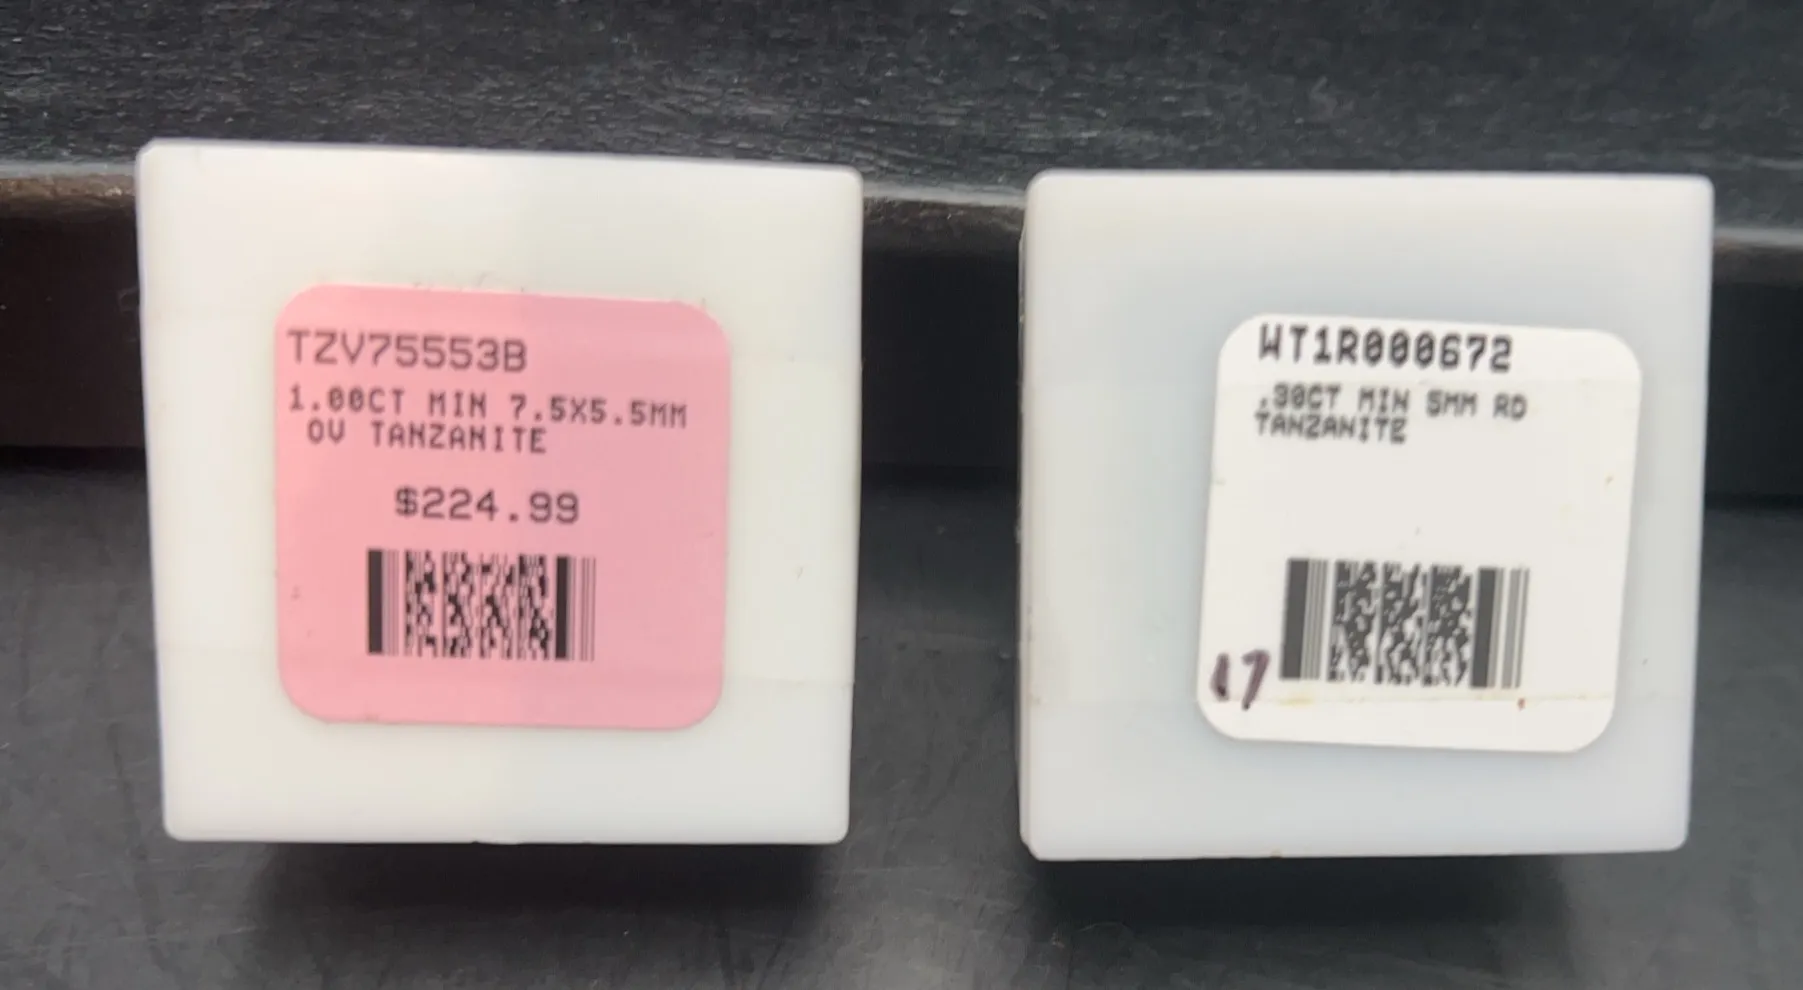 TZV75553B
1.00CT MIN 7.5X5.5MM
OV TANZANITE
$224.99
WT1R000672
.30CT MIN 5MM RD
TANZANITE
17